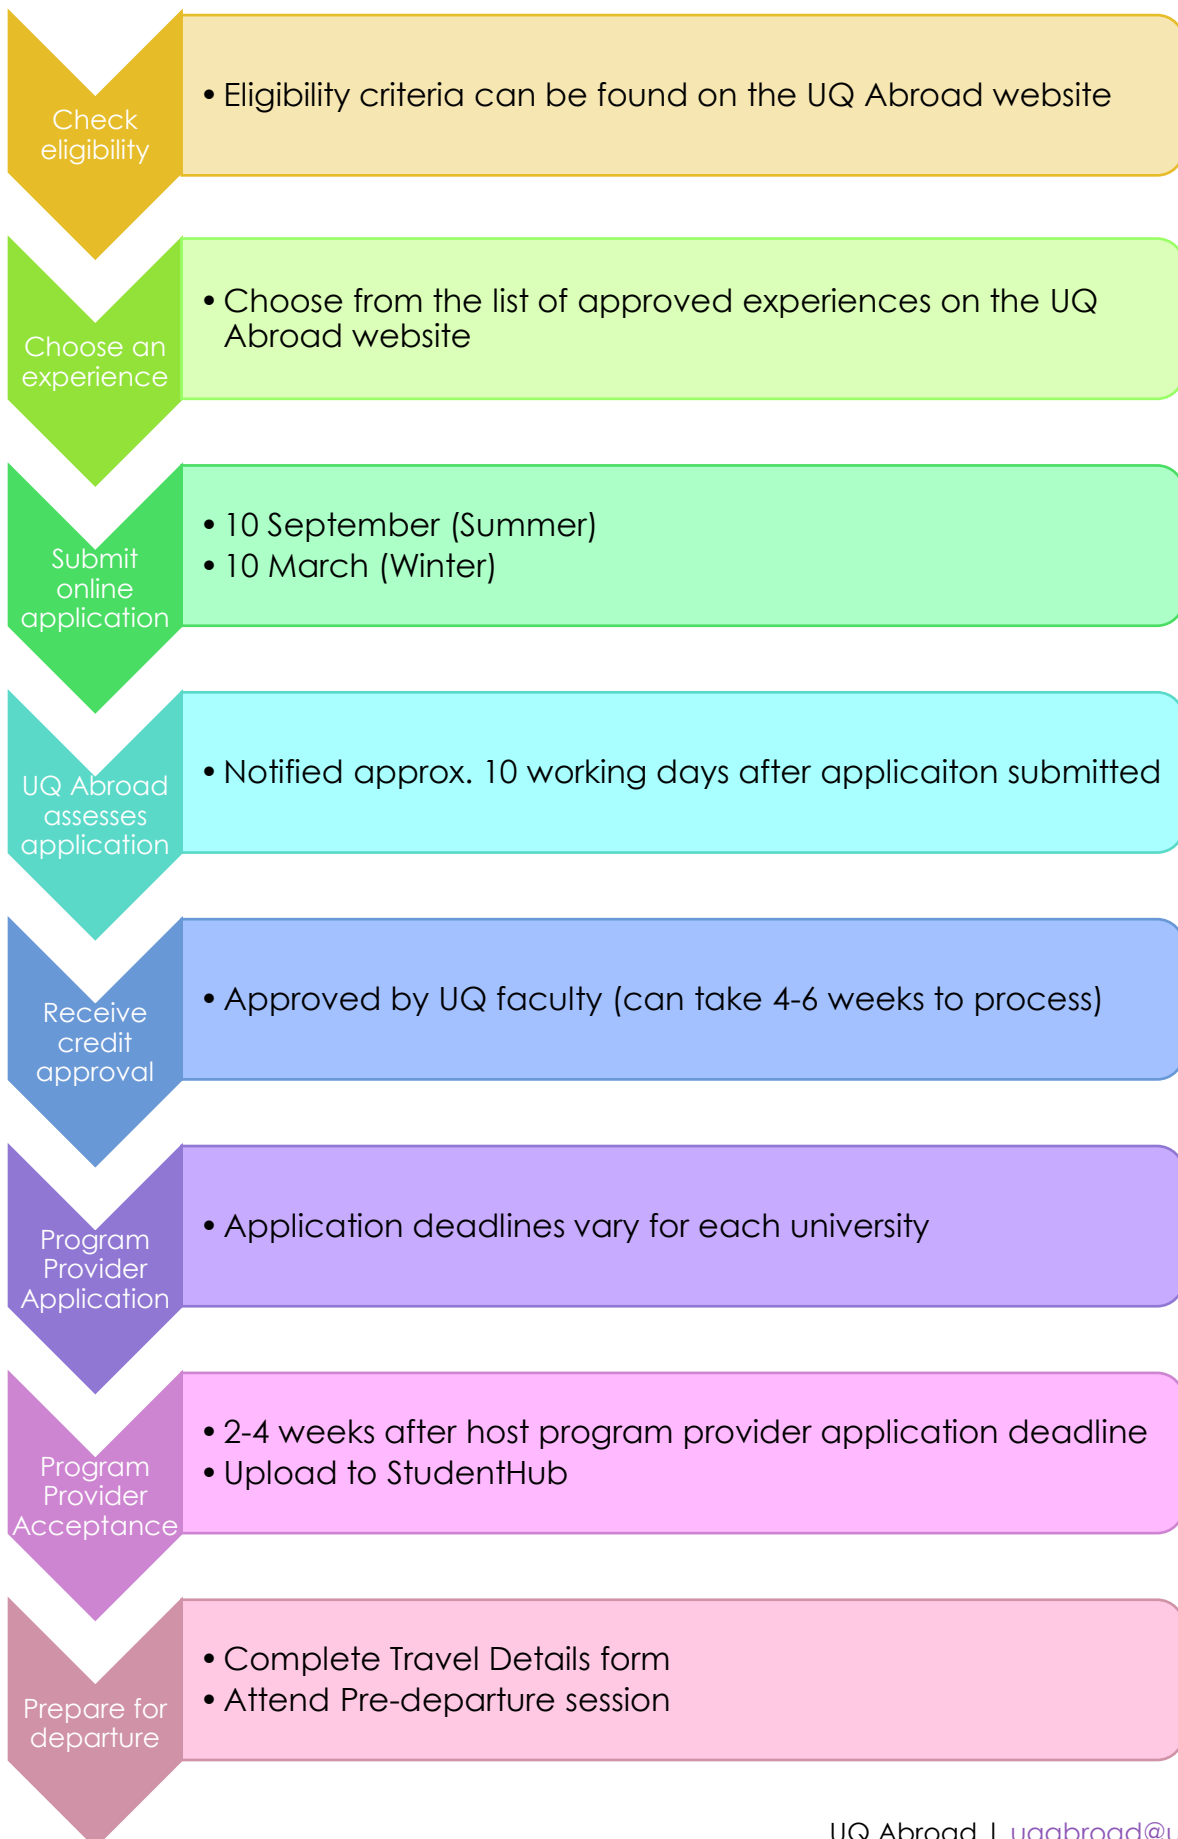 Check
eligibility
• Eligibility criteria can be found on the UQ Abroad website
Choose an
experience
• Choose from the list of approved experiences on the UQ
Abroad website
Submit
online
application
• 10 September (Summer)
• 10 March (Winter)
UQ Abroad
assesses
application
• Notified approx. 10 working days after applicaiton submitted
Receive
credit
approval
• Approved by UQ faculty (can take 4-6 weeks to process)
Program
Provider
Application
• Application deadlines vary for each university
Program
Provider
Acceptance
• 2-4 weeks after host program provider application deadline
• Upload to StudentHub
Prepare for
departure
• Complete Travel Details form
• Attend Pre-departure session
UQ Abroad |